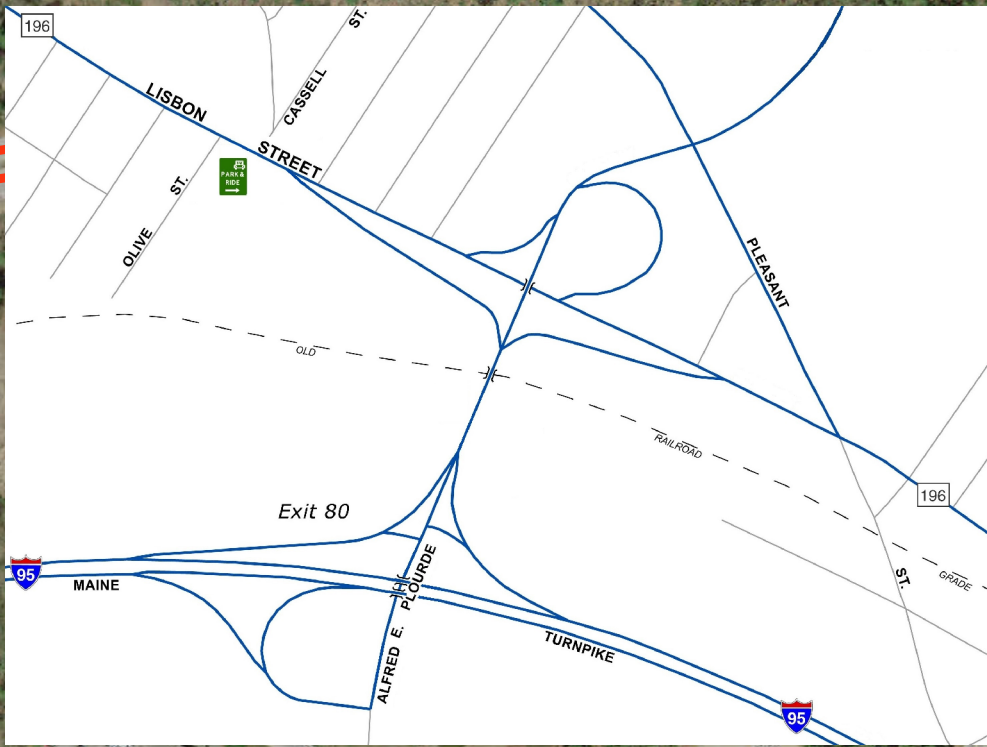 196
ST.
CASSELL
LISBON
STREET
PARK &
RIDE
ST.
OLIVE
PLEASANT
OLD
RAILROAD
196
Exit 80
95
MAINE
ALFRED E. PLOURDE
ST.
GRADE
TURNPIKE
95